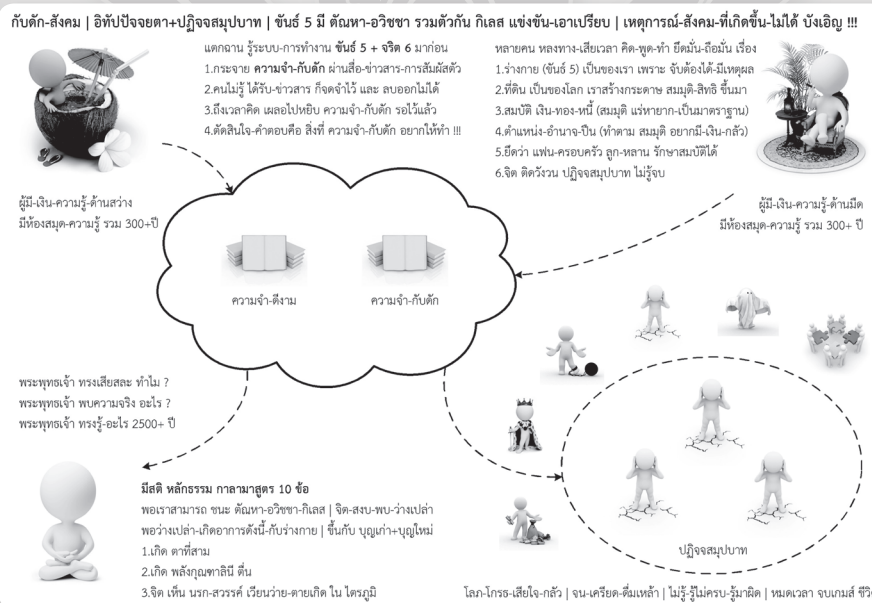 กับดัก-สังคม | อิทัปปัจจยตา+ปฏิจจสมุปบาท | ขันธ์ 5 มี ตัณหา-อวิชชา รวมตัวกัน กิเลส แข่งขัน-เอาเปรียบ | เหตุการณ์-สังคม-ที่เกิดขึ้น-ไม่ได้ บังเอิญ !!!
แตกฉาน รู้ระบบ-การทำงาน ขันธ์ 5 + จริต 6 มาก่อน
1.กระจาย ความจำ-กับดัก ผ่านสื่อ-ข่าวสาร-การสัมผัสตัว
2.คนไม่รู้ ได้รับ-ข่าวสาร ก็จดจำไว้ และ ลบออกไม่ได้
3.ถึงเวลาคิด เผลอไปหยิบ ความจำ-กับดัก รอไว้แล้ว
4.ตัดสินใจ-คำตอบคือ สิ่งที่ ความจำ-กับดัก อยากให้ทำ !!!
หลายคน หลงทาง-เสียเวลา คิด-พูด-ทำ ยึดมั่น-ถือมั่น เรื่อง
1.ร่างกาย (ขันธ์ 5) เป็นของเรา เพราะ จับต้องได้-มีเหตุผล
2.ที่ดิน เป็นของโลก เราสร้างกระดาษ สมมุติ-สิทธิ ขึ้นมา
3.สมบัติ เงิน-ทอง-หนี้ (สมมุติ แร่หายาก-เป็นมาตราฐาน)
4.ตำแหน่ง-อำนาจ-ปืน (ทำตาม สมมุติ อยากมี-เงิน-กลัว)
5.ยึดว่า แฟน-ครอบครัว ลูก-หลาน รักษาสมบัติได้
6.จิต ติดวังวน ปฏิจจสมุปบาท ไม่รู้จบ
ผู้มี-เงิน-ความรู้-ด้านสว่าง
มีห้องสมุด-ความรู้ รวม 300+ปี
ผู้มี-เงิน-ความรู้-ด้านมืด
มีห้องสมุด-ความรู้ รวม 300+ ปี
ความจำ-ดีงาม
ความจำ-กับดัก
พระพุทธเจ้า ทรงเสียสละ ทำไม ?
พระพุทธเจ้า พบความจริง อะไร ?
พระพุทธเจ้า ทรงรู้-อะไร 2500+ ปี
มีสติ หลักธรรม กาลามาสูตร 10 ข้อ
พอเราสามารถ ชนะ ตัณหา-อวิชชา-กิเลส | จิต-สงบ-พบ-ว่างเปล่า
พอว่างเปล่า-เกิดอาการดังนี้-กับร่างกาย | ขึ้นกับ บุญเก่า+บุญใหม่
1.เกิด ตาที่สาม
2.เกิด พลังกุณฑาลินี ตื่น
3.จิต เห็น นรก-สวรรค์ เวียนว่าย-ตายเกิด ใน ไตรภูมิ
ปฏิจจสมุปบาท
โลภ-โกรธ-เสียใจ-กลัว | จน-เครียด-ดื่มเหล้า | ไม่รู้-รู้ไม่ครบ-รู้มาผิด | หมดเวลา จบเกมส์